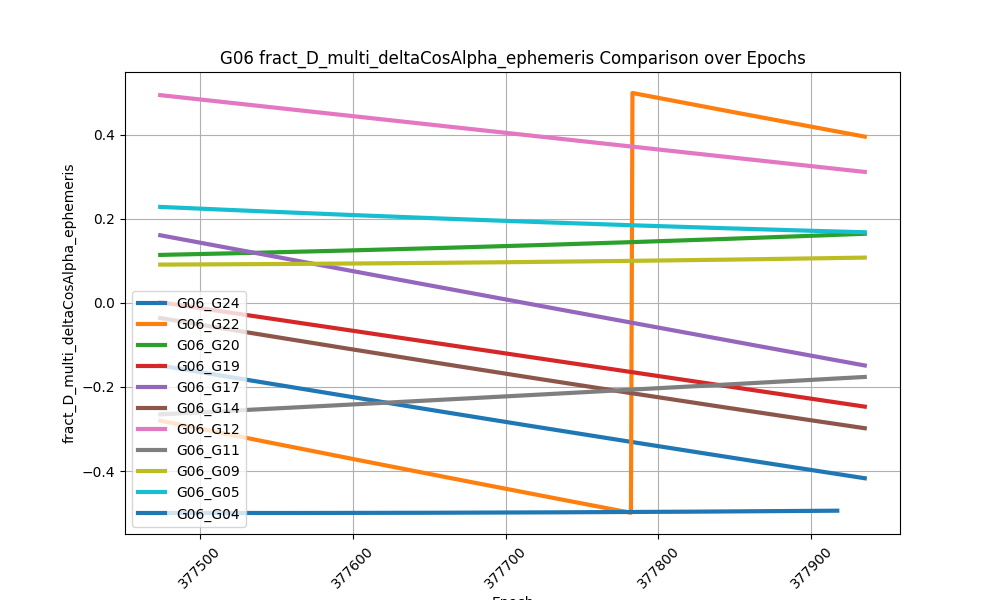 G06 fract_D_multi_deltaCosAlpha_ephemeris Comparison over Epochs
fract_D_multi_deltaCosAlpha_ephemeris
0.4
0.2
0.0
−0.2
−0.4
G06_G24
G06_G22
G06_G20
G06_G19
G06_G17
G06_G14
G06_G12
G06_G11
G06_G09
G06_G05
G06_G04
377500
377600
377700
377800
377900
Epoch